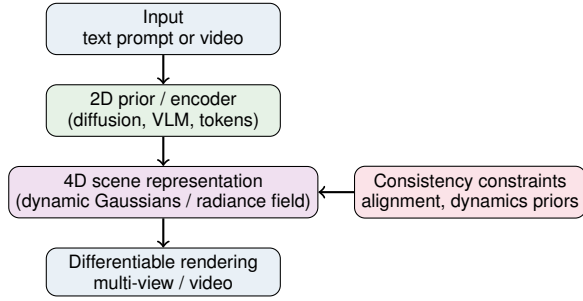 Input
text prompt or video
2D prior / encoder
(diffusion, VLM, tokens)
4D scene representation
(dynamic Gaussians / radiance field)
Consistency constraints
alignment, dynamics priors
Differentiable rendering
multi-view / video